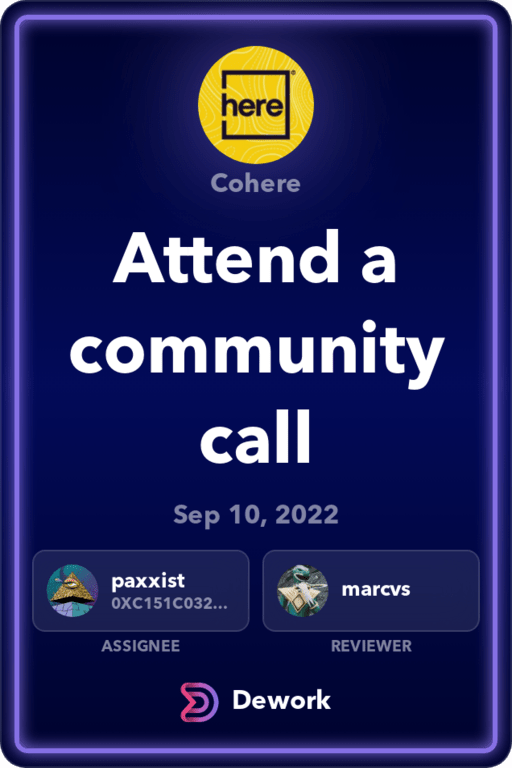 here
Cohere
Attend a
community
call
Sep 10, 2022
paxxist
0XC151C032...
marcvs
ASSIGNEE
REVIEWER
Dework